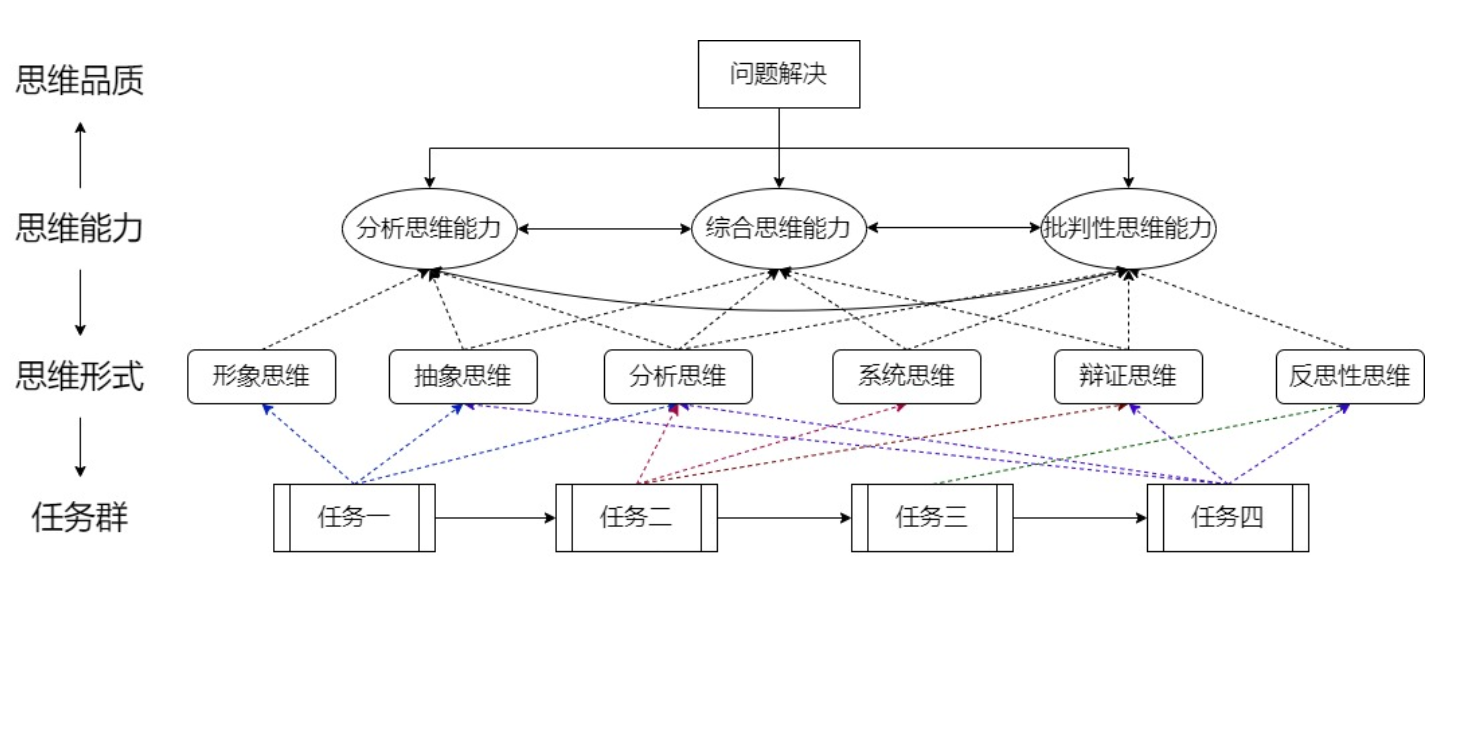 思维品质
问题解决
思维能力
分析思维能力
综合思维能力
批判性思维能力
思维形式
形象思维
抽象思维
分析思维
系统思维
辩证思维
反思性思维
任务群
任务一
任务二
任务三
任务四